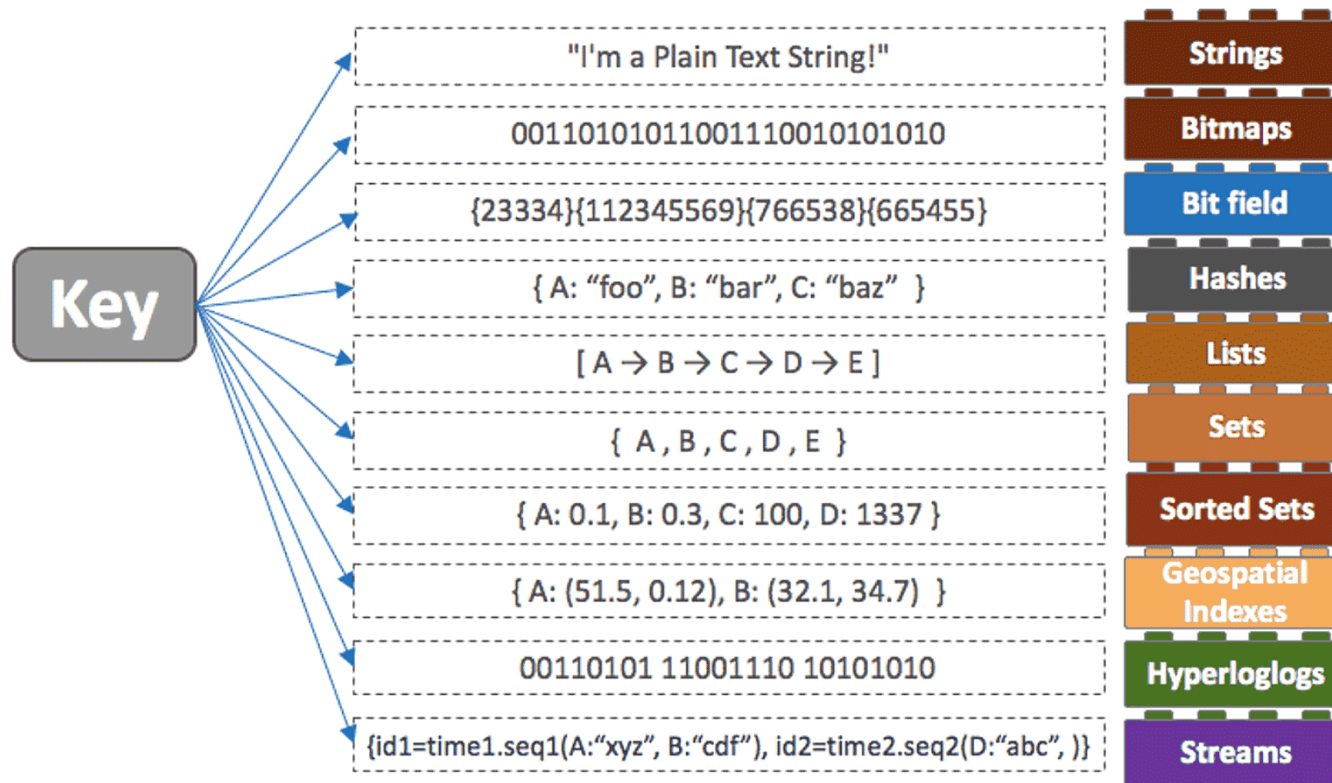 "I'm a Plain Text String!"
Strings
00110101011001110010101010
Bitmaps
{23334}{112345569}{766538}{665455}
Bit field
Key
{ A: “foo”, B: “bar”, C: “baz” }
Hashes
[ A → B → C → D → E ]
Lists
{ A , B , C , D , E }
Sets
{ A: 0.1, B: 0.3, C: 100, D: 1337 }
Sorted Sets
{ A: (51.5, 0.12), B: (32.1, 34.7) }
Geospatial
Indexes
00110101 11001110 10101010
Hyperloglogs
{id1=time1.seq1(A:“xyz”, B:“cdf”), id2=time2.seq2(D:“abc”, )}
Streams